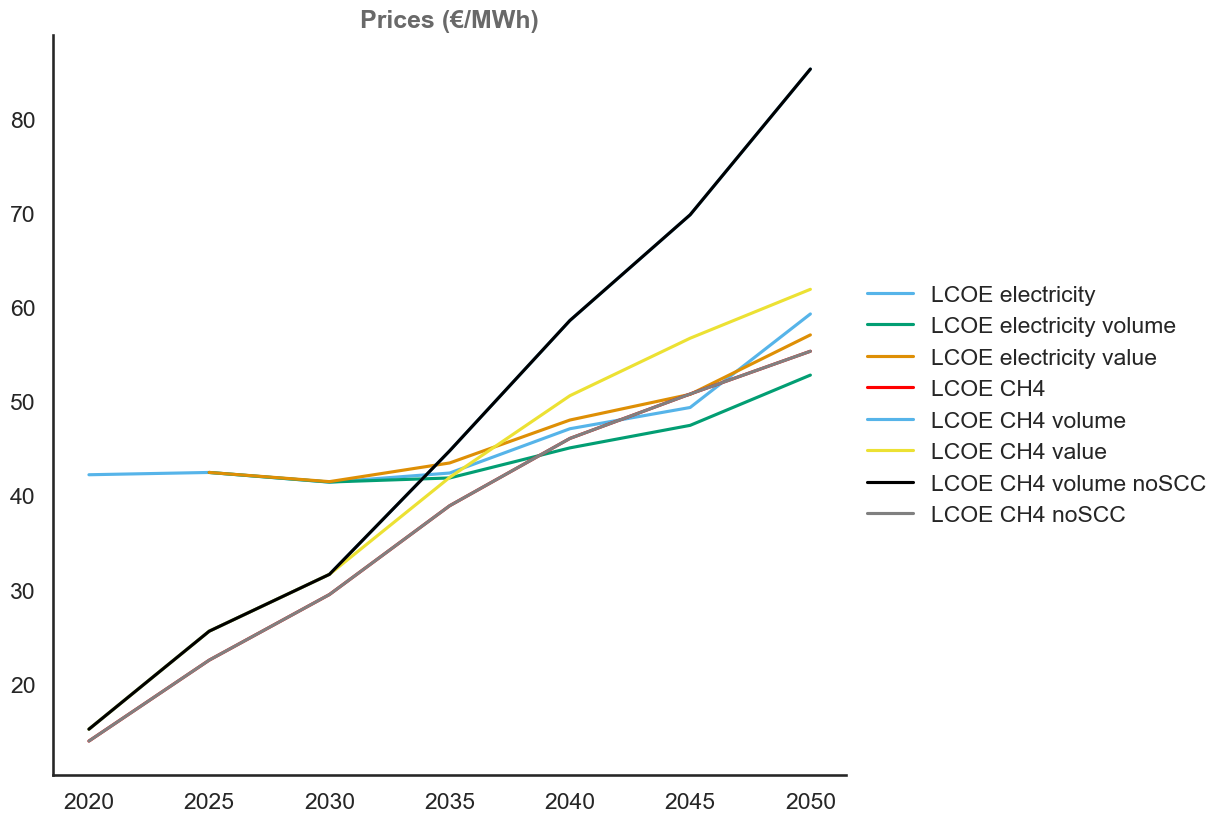 Prices (€/MWh)
80
70
60
50
40
30
20
2020 2025 2030 2035 2040 2045 2050
LCOE electricity
LCOE electricity volume
LCOE electricity value
LCOE CH4
LCOE CH4 volume
LCOE CH4 value
LCOE CH4 volume noSCC
LCOE CH4 noSCC